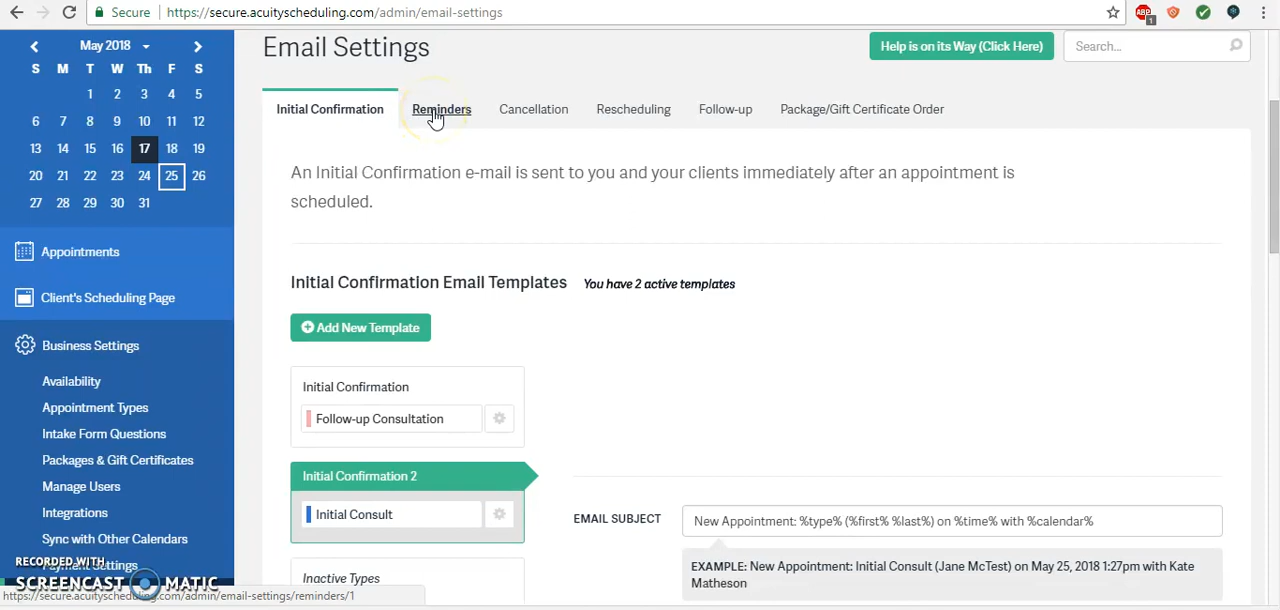 Secure
https://secure.acuityscheduling.com/admin/email-settings
ABP
1
May 2018
S M T W Th F S
1 2 3 4 5
6 7 8 9 10 11 12
13 14 15 16 17 18 19
20 21 22 23 24 25 26
27 28 29 30 31
Appointments
Client's Scheduling Page
Business Settings
Availability
Appointment Types
Intake Form Questions
Packages & Gift Certificates
Manage Users
Integrations
Sync with Other Calendars
Payment Settings
RECORDED WITH
SCREENCAST MATIC
https://secure.acuityscheduling.com/admin/email-settings/reminders/1
Email Settings
Help is on its Way (Click Here)
Search...
Initial Confirmation Reminders Cancellation Rescheduling Follow-up Package/Gift Certificate Order
An Initial Confirmation e-mail is sent to you and your clients immediately after an appointment is
scheduled.
Initial Confirmation Email Templates You have 2 active templates
Add New Template
Initial Confirmation
Follow-up Consultation
Initial Confirmation 2
Initial Consult
Inactive Types
EMAIL SUBJECT
New Appointment: %type% (%first% %last%) on %time% with %calendar%
EXAMPLE: New Appointment: Initial Consult (Jane McTest) on May 25, 2018 1:27pm with Kate
Matheson